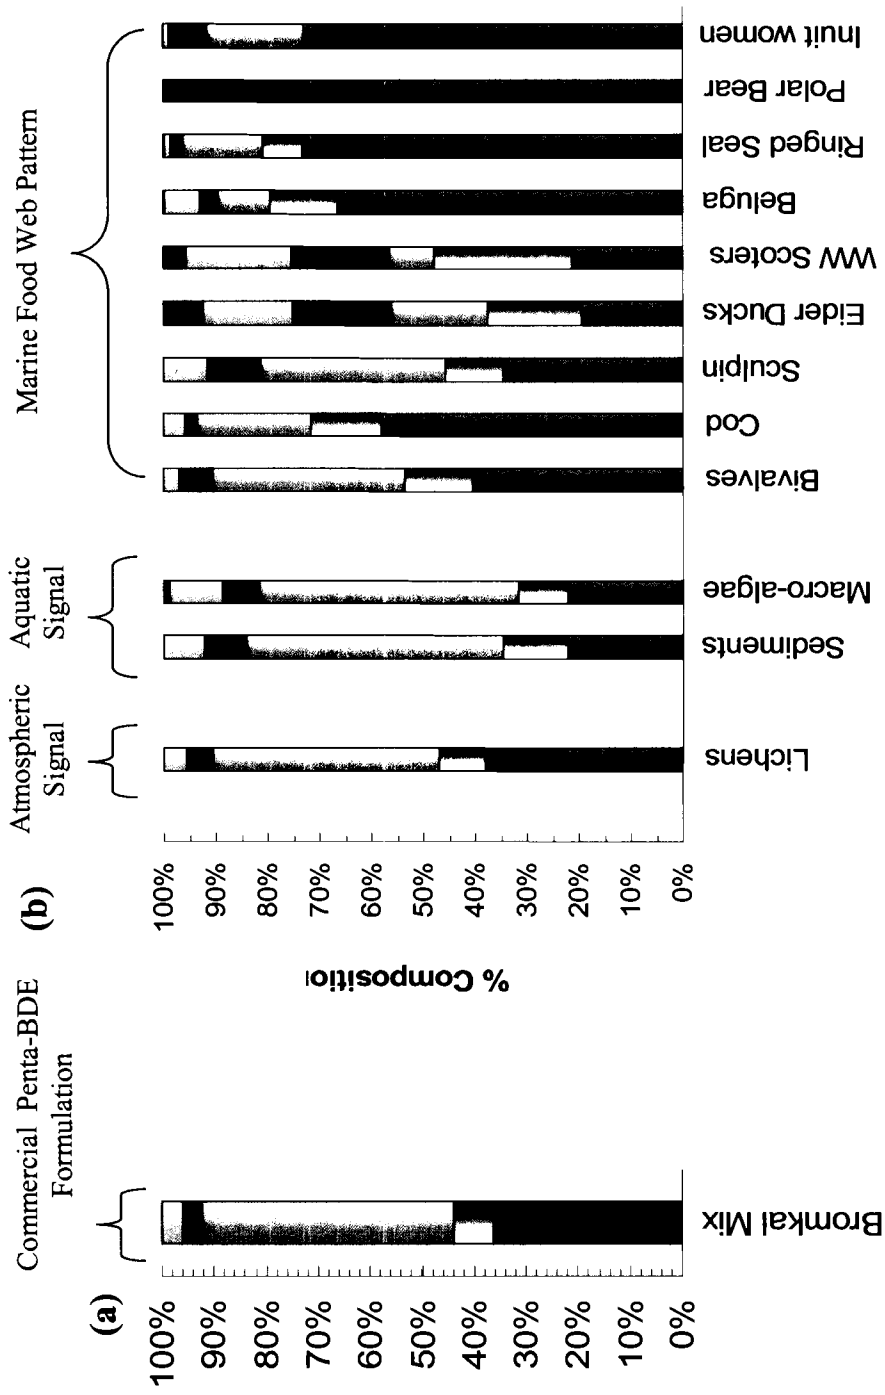 (a)
Commercial Penta-BDE
Formulation
100%
90%
80%
70%
60%
50%
40%
30%
20%
10%
0%
Bromkal Mix
% Compositio
(b)
Atmospheric
Signal
Aquatic
Signal
Marine Food Web Pattern
100%
90%
80%
70%
60%
50%
40%
30%
20%
10%
0%
Lichens
Sediments
Macro-algae
Bivalves
Cod
Sculpin
Eider Ducks
WW Scoters
Beluga
Ringed Seal
Polar Bear
Inuit women